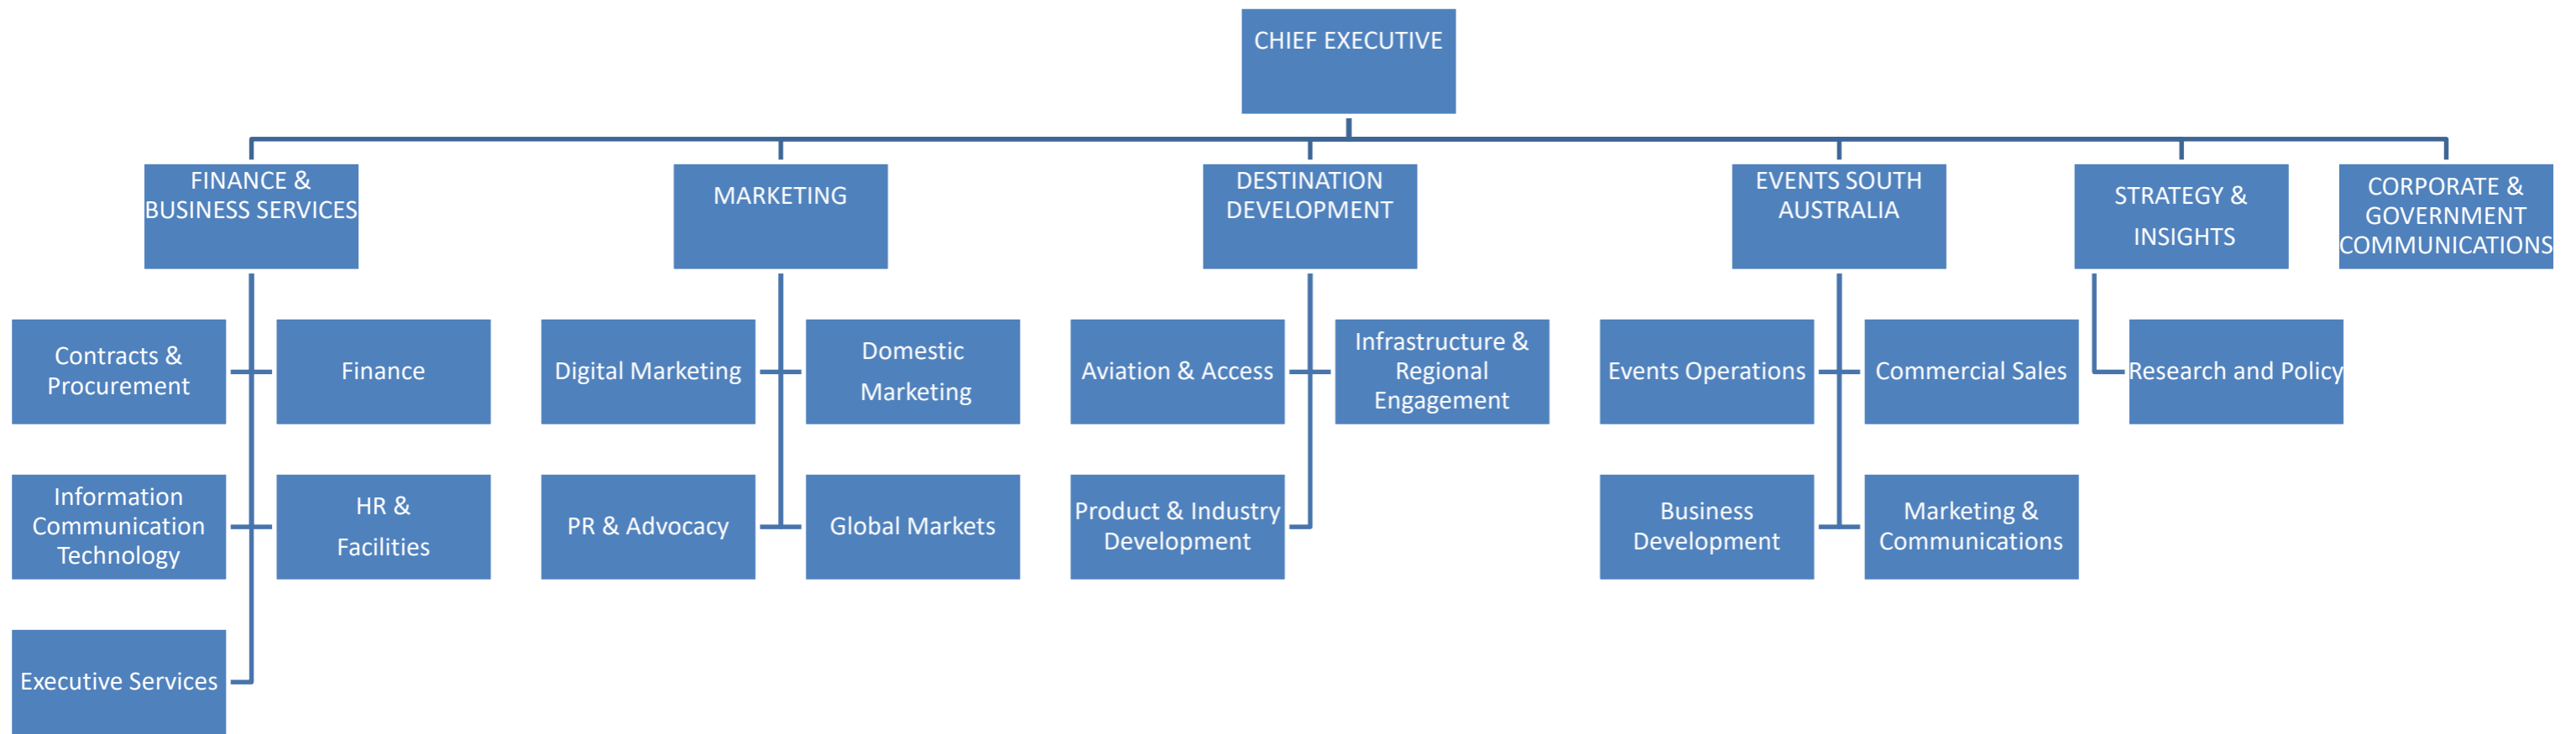 CHIEF EXECUTIVE
FINANCE &
BUSINESS SERVICES
MARKETING
DESTINATION
DEVELOPMENT
EVENTS SOUTH
AUSTRALIA
STRATEGY &
INSIGHTS
CORPORATE &
GOVERNMENT
COMMUNICATIONS
Contracts &
Procurement
Finance
Digital Marketing
Domestic
Marketing
Aviation & Access
Infrastructure &
Regional
Engagement
Events Operations
Commercial Sales
Research and Policy
Information
Communication
Technology
HR &
Facilities
PR & Advocacy
Global Markets
Product & Industry
Development
Business
Development
Marketing &
Communications
Executive Services